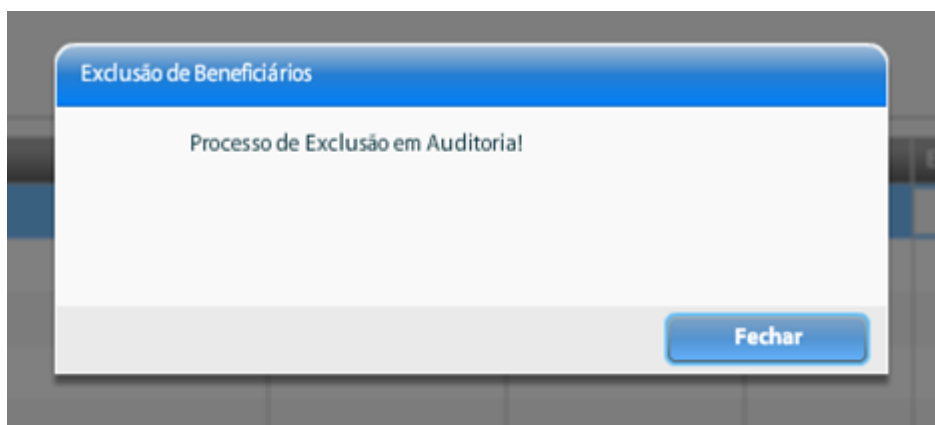 Exclusão de Beneficiários
Processo de Exclusão em Auditoria!
Fechar